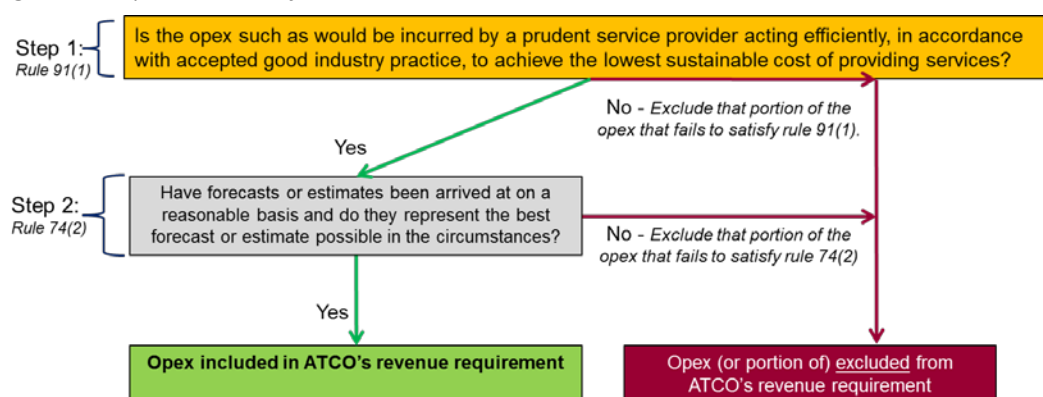 Step 1:
Rule 91(1)
Is the opex such as would be incurred by a prudent service provider acting efficiently, in accordance
with accepted good industry practice, to achieve the lowest sustainable cost of providing services?
No - Exclude that portion of the
opex that fails to satisfy rule 91(1).
Yes
Step 2:
Rule 74(2)
Have forecasts or estimates been arrived at on a
reasonable basis and do they represent the best
forecast or estimate possible in the circumstances?
No - Exclude that portion of the
opex that fails to satisfy rule 74(2)
Yes
Opex included in ATCO's revenue requirement
Opex (or portion of) excluded from
ATCO's revenue requirement